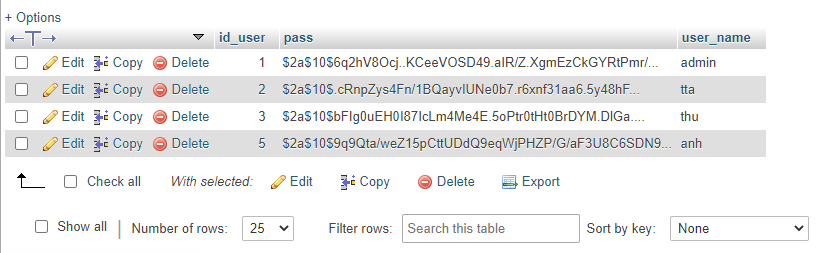 + Options
id_user pass user_name
Edit Copy Delete 1 $2a$10$6q2hV8Ocj..KCeeVOSD49.aIR/Z.XgmEzCkGYRtPmr/... admin
Edit Copy Delete 2 $2a$10$.cRnpZys4Fn/1BQayvIUNe0b7.r6xnf31aa6.5y48hF... tta
Edit Copy Delete 3 $2a$10$bFIg0uEH0I87IcLm4Me4E.5oPtr0tHt0BrDYM.DIGa.... thu
Edit Copy Delete 5 $2a$10$9q9Qta/weZ15pCttUDdQ9eqWjPHZP/G/aF3U8C6SDN9... anh
Check all With selected: Edit Copy Delete Export
Show all Number of rows: 25 Filter rows: Search this table Sort by key: None